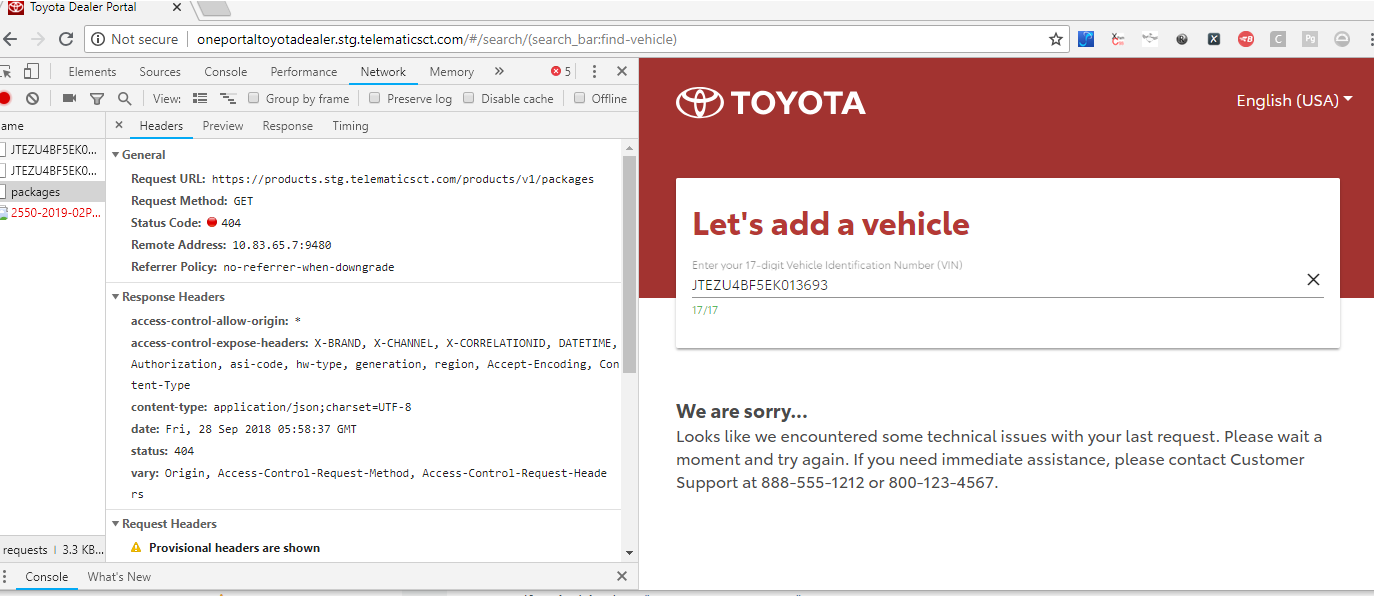 Toyota Dealer Portal
Not secure
oneportaltoyotadealer.stg.telematicsct.com/#/search/(search_bar:find-vehicle)
Elements Sources Console Performance Network Memory » 5
View: Group by frame Preserve log Disable cache Offline
ame
JTEZU4BF5EK0...
JTEZU4BF5EK0...
packages
2550-2019-02P...
requests 3.3 KB...
Headers Preview Response Timing
General
Request URL: https://products.stg.telematicsct.com/products/v1/packages
Request Method: GET
Status Code: 404
Remote Address: 10.83.65.7:9480
Referrer Policy: no-referrer-when-downgrade
Response Headers
access-control-allow-origin: *
access-control-expose-headers: X-BRAND, X-CHANNEL, X-CORRELATIONID, DATETIME,
Authorization, asi-code, hw-type, generation, region, Accept-Encoding, Con
tent-Type
content-type: application/json;charset=UTF-8
date: Fri, 28 Sep 2018 05:58:37 GMT
status: 404
vary: Origin, Access-Control-Request-Method, Access-Control-Request-Heade
rs
Request Headers
Provisional headers are shown
Console What's New
TOYOTA
English (USA)
Let's add a vehicle
Enter your 17-digit Vehicle Identification Number (VIN)
JTEZU4BF5EK013693
17/17
We are sorry...
Looks like we encountered some technical issues with your last request. Please wait a
moment and try again. If you need immediate assistance, please contact Customer
Support at 888-555-1212 or 800-123-4567.